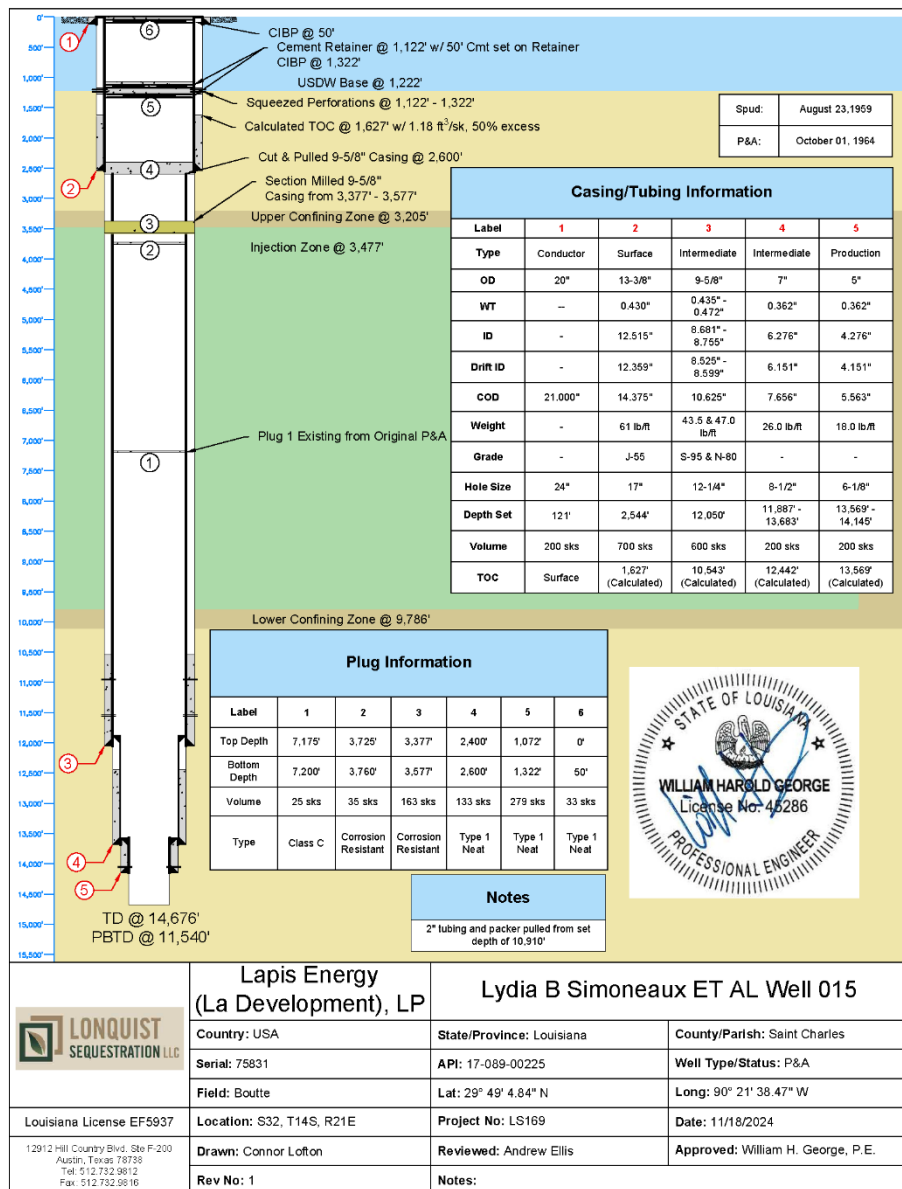 0'
500'
1,000'
1,500'
2,000'
2,500'
3,000'
3,500'
4,000'
4,500'
5,000'
5,500'
6,000'
6,500'
7,000'
7,500'
8,000'
8,500'
9,000'
9,500'
10,000'
10,500'
11,000'
11,500'
12,000'
12,500'
13,000'
13,500'
14,000'
14,500'
15,000'
15,500'
1
6
CIBP @ 50'
Cement Retainer @ 1,122' w/ 50' Cmt set on Retainer
CIBP @ 1,322'
USDW Base @ 1,222'
5
Squeezed Perforations @ 1,122' - 1,322'
Calculated TOC @ 1,627' w/ 1.18 ft³/sk, 50% excess
4
Cut & Pulled 9-5/8" Casing @ 2,600'
2
Section Milled 9-5/8"
Casing from 3,377' - 3,577'
Upper Confining Zone @ 3,205'
3
2
Injection Zone @ 3,477'
Plug 1 Existing from Original P&A
1
Lower Confining Zone @ 9,786'
3
4
5
TD @ 14,676'
PBTD @ 11,540'
Spud: August 23,1959
P&A: October 01, 1964
Casing/Tubing Information
Label 1 2 3 4 5
Type Conductor Surface Intermediate Intermediate Production
OD 20" 13-3/8" 9-5/8" 7" 5"
WT -- 0.430" 0.435" - 0.472" 0.362" 0.362"
ID - 12.515" 8.681" - 8.755" 6.276" 4.276"
Drift ID - 12.359" 8.525" - 8.599" 6.151" 4.151"
COD 21.000" 14.375" 10.625" 7.656" 5.563"
Weight - 61 lb/ft 43.5 & 47.0 lb/ft 26.0 lb/ft 18.0 lb/ft
Grade - J-55 S-95 & N-80 - -
Hole Size 24" 17" 12-1/4" 8-1/2" 6-1/8"
Depth Set 121' 2,544' 12,050' 11,887' - 13,683' 13,569' - 14,145'
Volume 200 sks 700 sks 600 sks 200 sks 200 sks
TOC Surface 1,627' (Calculated) 10,543' (Calculated) 12,442' (Calculated) 13,569' (Calculated)
Plug Information
Label 1 2 3 4 5 6
Top Depth 7,175' 3,725' 3,377' 2,400' 1,072' 0'
Bottom Depth 7,200' 3,760' 3,577' 2,600' 1,322' 50'
Volume 25 sks 35 sks 163 sks 133 sks 279 sks 33 sks
Type Class C Corrosion Resistant Corrosion Resistant Type 1 Neat Type 1 Neat Type 1 Neat
Notes
2" tubing and packer pulled from set
depth of 10,910'
STATE OF LOUISIANA
WILLIAM HAROLD GEORGE
License No. 45286
PROFESSIONAL ENGINEER
LONQUIST
SEQUESTRATION LLC
Louisiana License EF5937
12912 Hill Country Blvd. Ste F-200
Austin, Texas 78738
Tel: 512.732.9812
Fax: 512.732.9816
Lapis Energy
(La Development), LP
Lydia B Simoneaux ET AL Well 015
Country: USA
State/Province: Louisiana
County/Parish: Saint Charles
Serial: 75831
API: 17-089-00225
Well Type/Status: P&A
Field: Boutte
Lat: 29° 49' 4.84" N
Long: 90° 21' 38.47" W
Location: S32, T14S, R21E
Project No: LS169
Date: 11/18/2024
Drawn: Connor Lofton
Reviewed: Andrew Ellis
Approved: William H. George, P.E.
Rev No: 1
Notes: